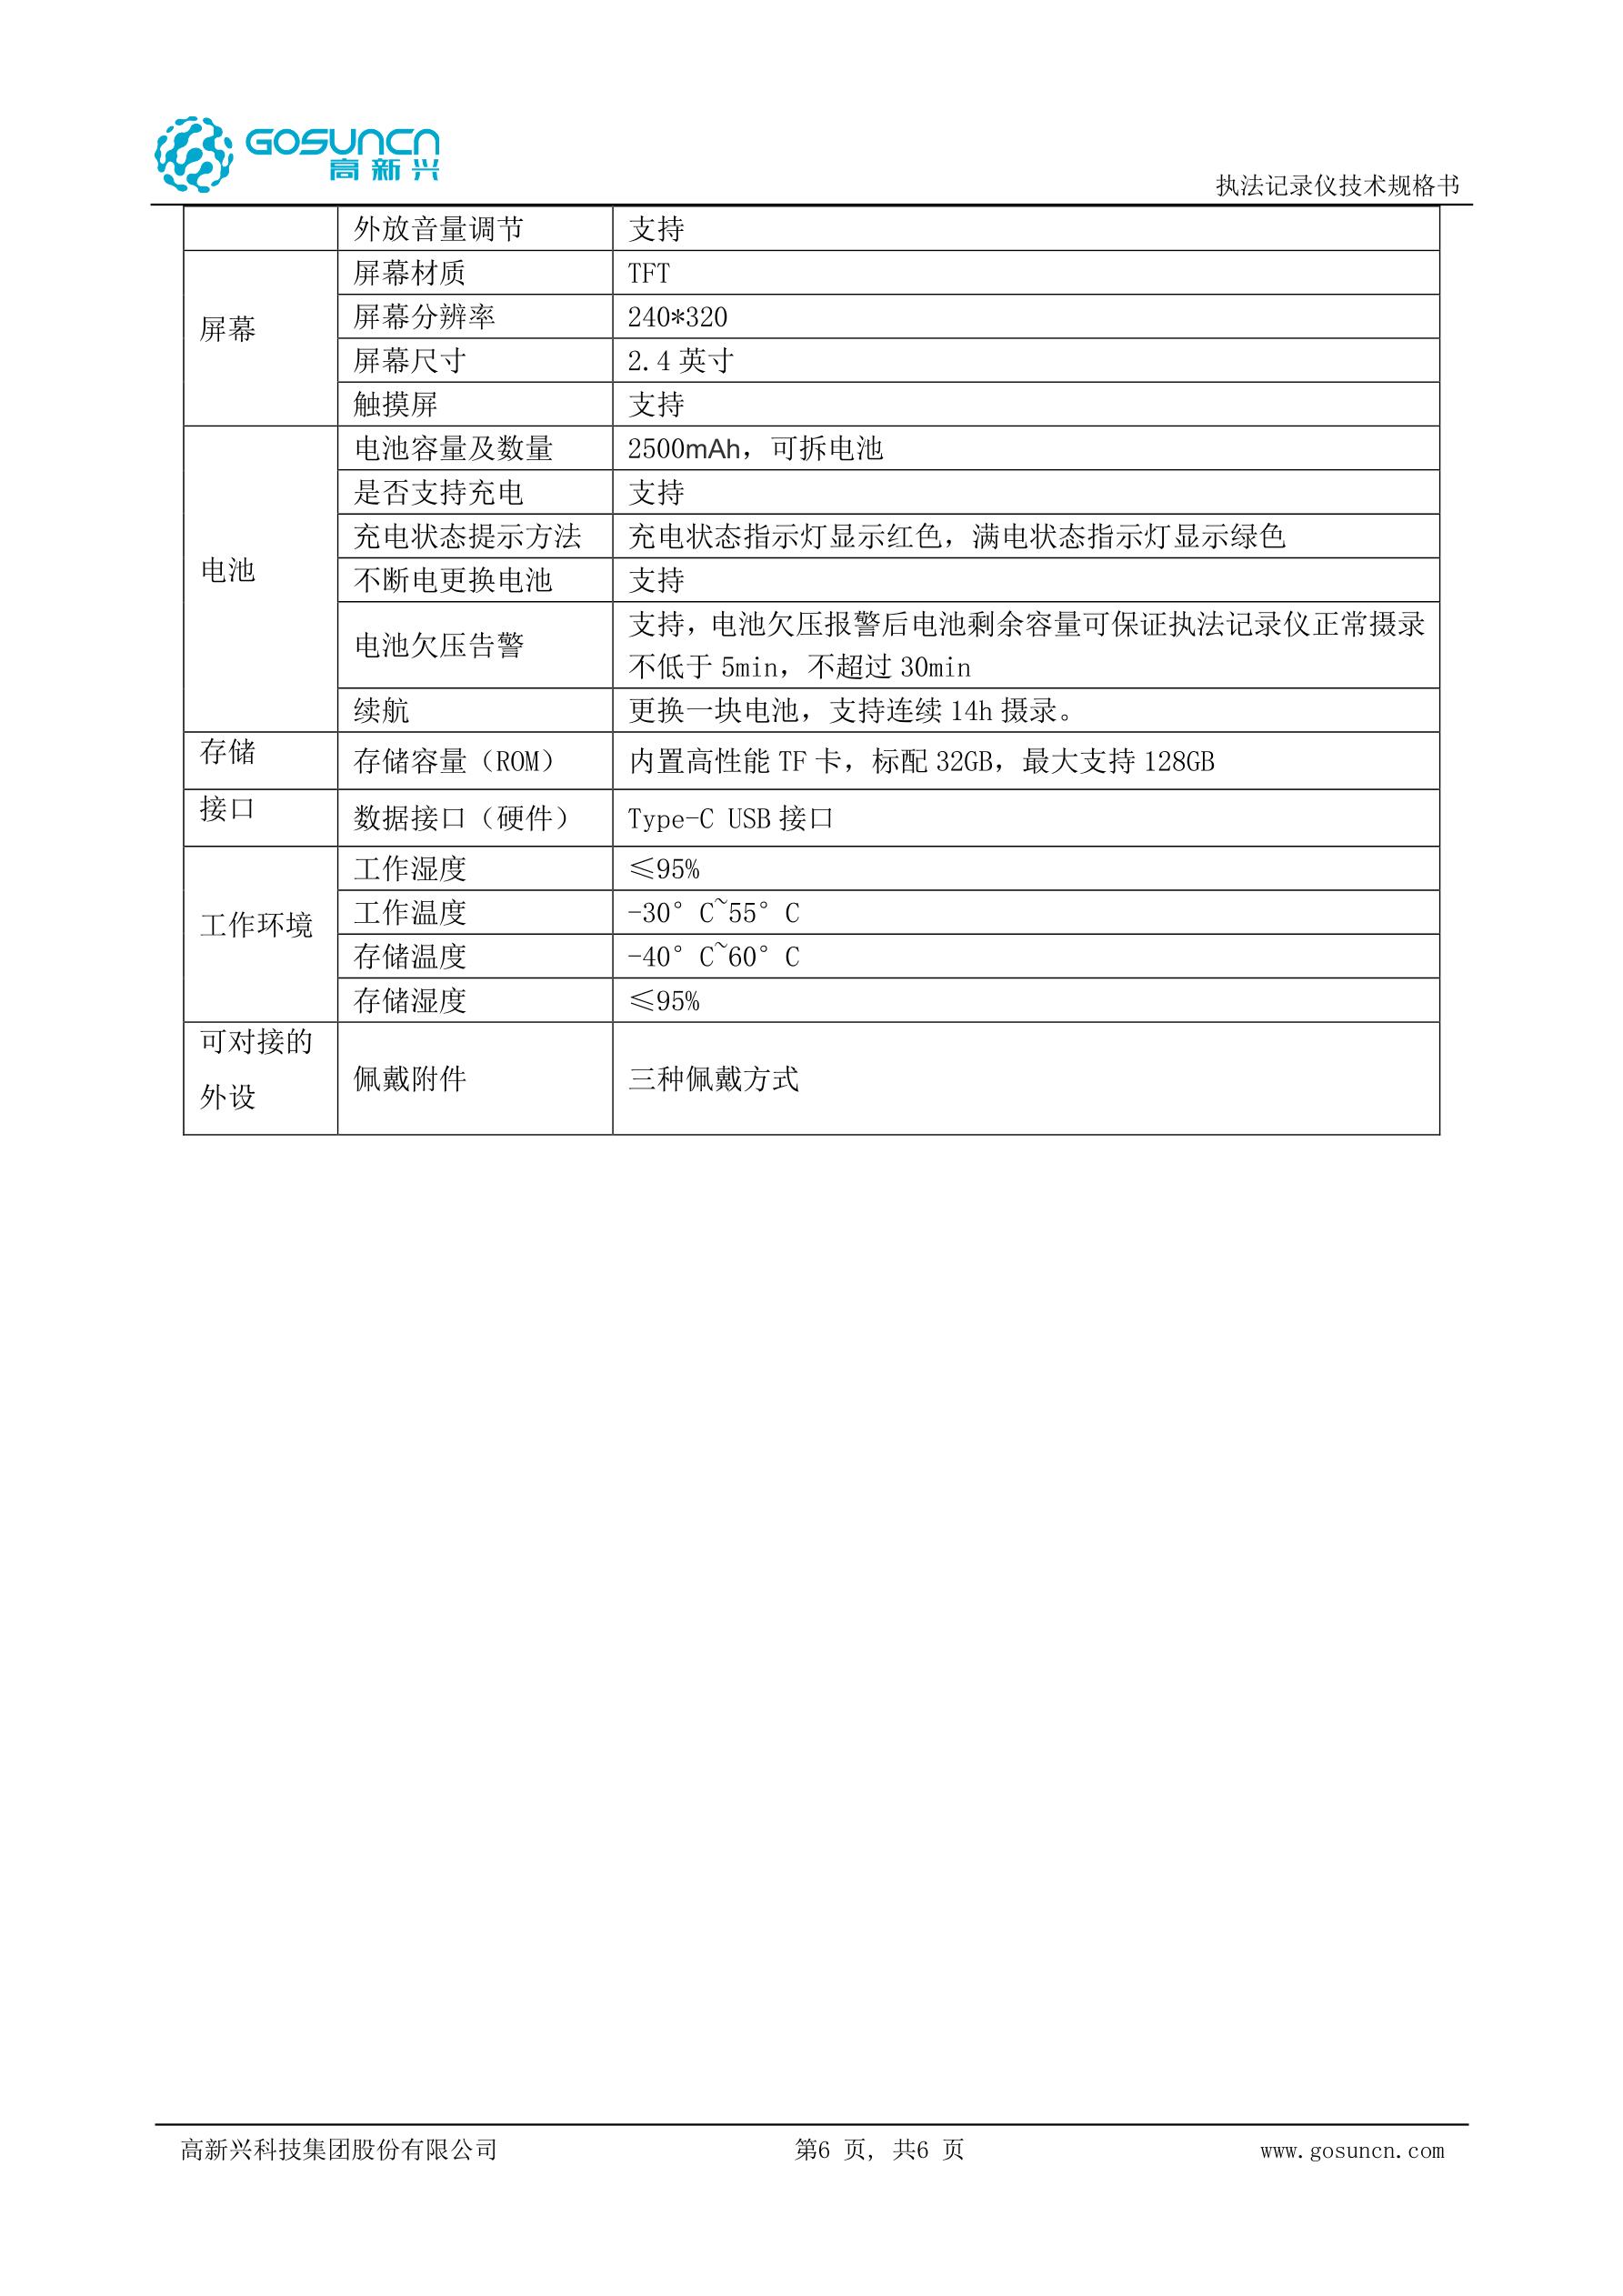 GOSUNCN
高新兴
执法记录仪技术规格书
外放音量调节 支持
屏幕
屏幕材质 TFT
屏幕分辨率 240*320
屏幕尺寸 2.4 英寸
触摸屏 支持
电池
电池容量及数量 2500mAh，可拆电池
是否支持充电 支持
充电状态提示方法 充电状态指示灯显示红色，满电状态指示灯显示绿色
不断电更换电池 支持
电池欠压告警 支持，电池欠压报警后电池剩余容量可保证执法记录仪正常摄录
不低于 5min，不超过 30min
续航 更换一块电池，支持连续 14h 摄录。
存储 存储容量（ROM） 内置高性能 TF 卡，标配 32GB，最大支持 128GB
接口 数据接口（硬件） Type-C USB 接口
工作环境
工作湿度 ≤95%
工作温度 -30° C~55° C
存储温度 -40° C~60° C
存储湿度 ≤95%
可对接的
外设
佩戴附件 三种佩戴方式
高新兴科技集团股份有限公司 第6 页, 共6 页 www.gosuncn.com